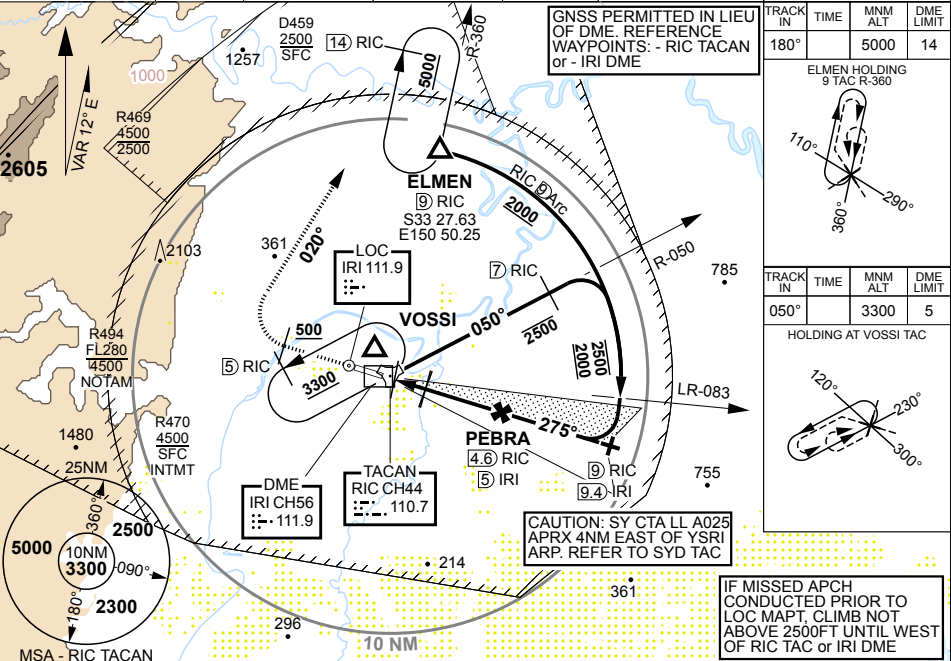 D459
2500
SFC
1257
14 RIC
R-360
5000
GNSS PERMITTED IN LIEU
OF DME. REFERENCE
WAYPOINTS: - RIC TACAN
or - IRI DME
TRACK IN TIME MNM ALT DME LIMIT
180° 5000 14
ELMEN HOLDING
9 TAC R-360
110°
290°
360°
1000
VAR 12° E
2605
R469
4500
2500
2103
ELMEN
9 RIC
S33 27.63
E150 50.25
RIC 9 Arc
2000
361
020°
LOC
IRI 111.9
7 RIC
R-050
785
VOSSI
050°
2500
500
5 RIC
3300
2500
2000
TRACK IN TIME MNM ALT DME LIMIT
050° 3300 5
HOLDING AT VOSSI TAC
120°
230°
300°
R494
FL280
4500
NOTAM
LR-083
275°
PEBRA
4.6 RIC
5 IRI
9 RIC
9.4 IRI
R470
4500
SFC
INTMT
1480
25NM
DME
IRI CH56
111.9
TACAN
RIC CH44
110.7
755
CAUTION: SY CTA LL A025
APRX 4NM EAST OF YSRI
ARP. REFER TO SYD TAC
5000
360°
2500
10NM
3300
090°
180°
2300
MSA - RIC TACAN
214
361
296
10 NM
IF MISSED APCH
CONDUCTED PRIOR TO
LOC MAPT, CLIMB NOT
ABOVE 2500FT UNTIL WEST
OF RIC TAC or IRI DME